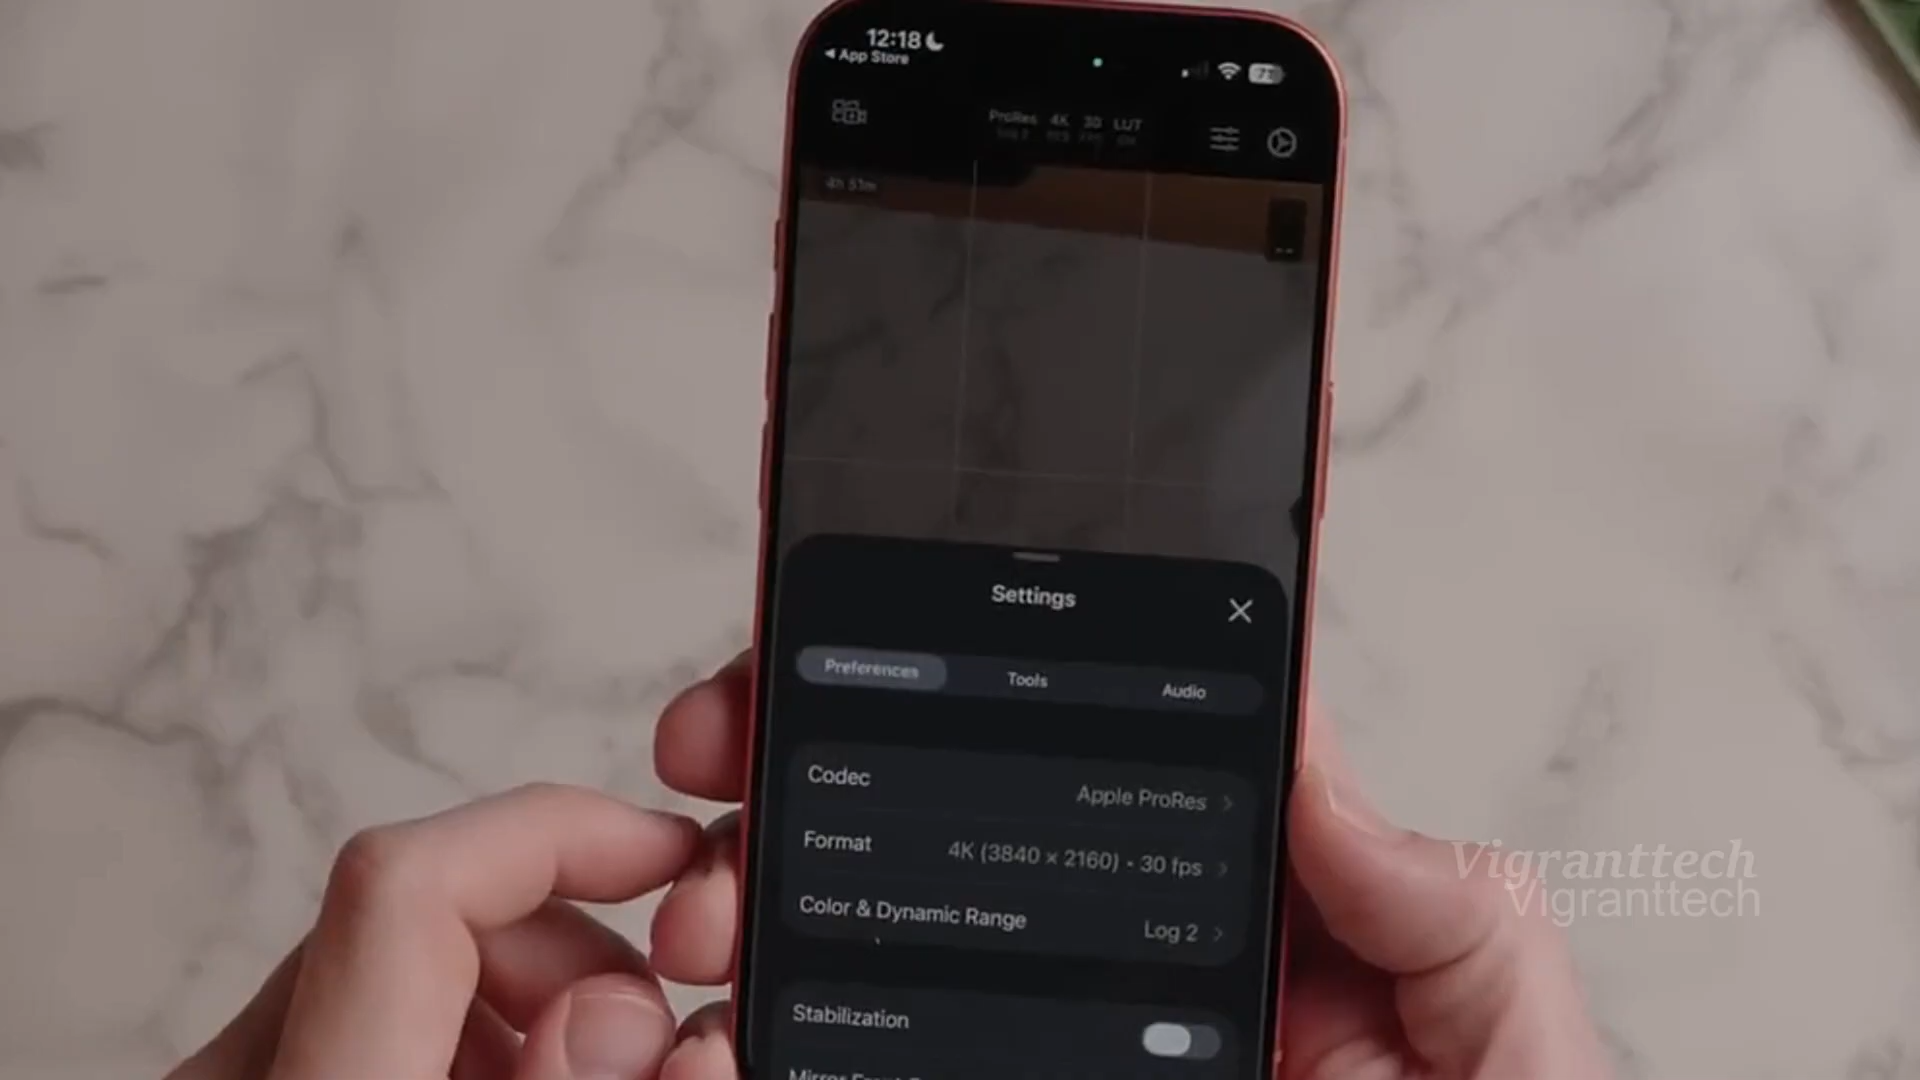 12:18
App Store
71
ProRes 4K 30 LUT
4h 51m
Settings
Preferences Tools Audio
Codec Apple ProRes
Format 4K (3840 × 2160) - 30 fps
Color & Dynamic Range Log 2
Stabilization
Vigranttech
Vigranttech